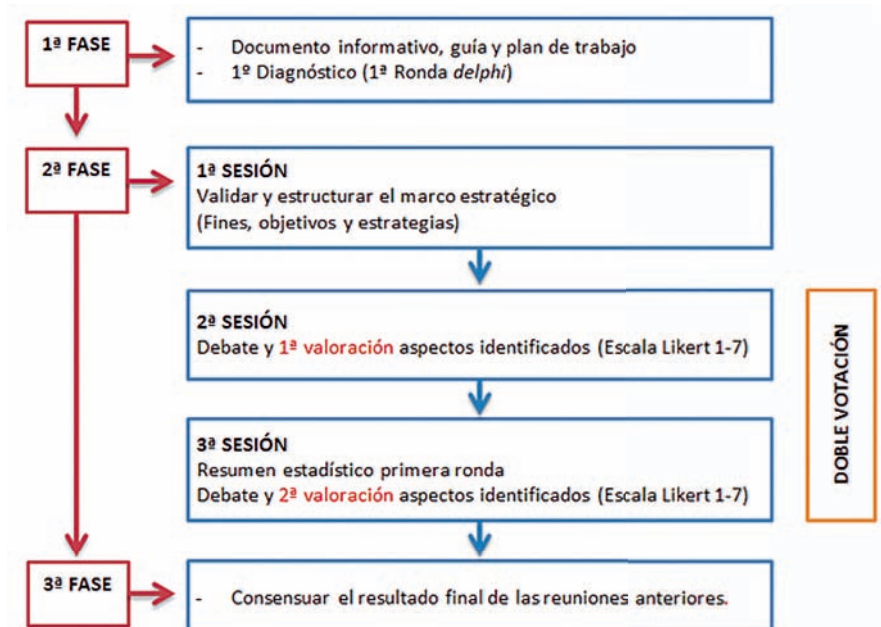 1ª FASE
- Documento informativo, guía y plan de trabajo
- 1º Diagnóstico (1ª Ronda delphi)
2ª FASE
1ª SESIÓN
Validar y estructurar el marco estratégico
(Fines, objetivos y estrategias)
2ª SESIÓN
Debate y 1ª valoración aspectos identificados (Escala Likert 1-7)
3ª SESIÓN
Resumen estadístico primera ronda
Debate y 2ª valoración aspectos identificados (Escala Likert 1-7)
DOBLE VOTACIÓN
3ª FASE
- Consensuar el resultado final de las reuniones anteriores.